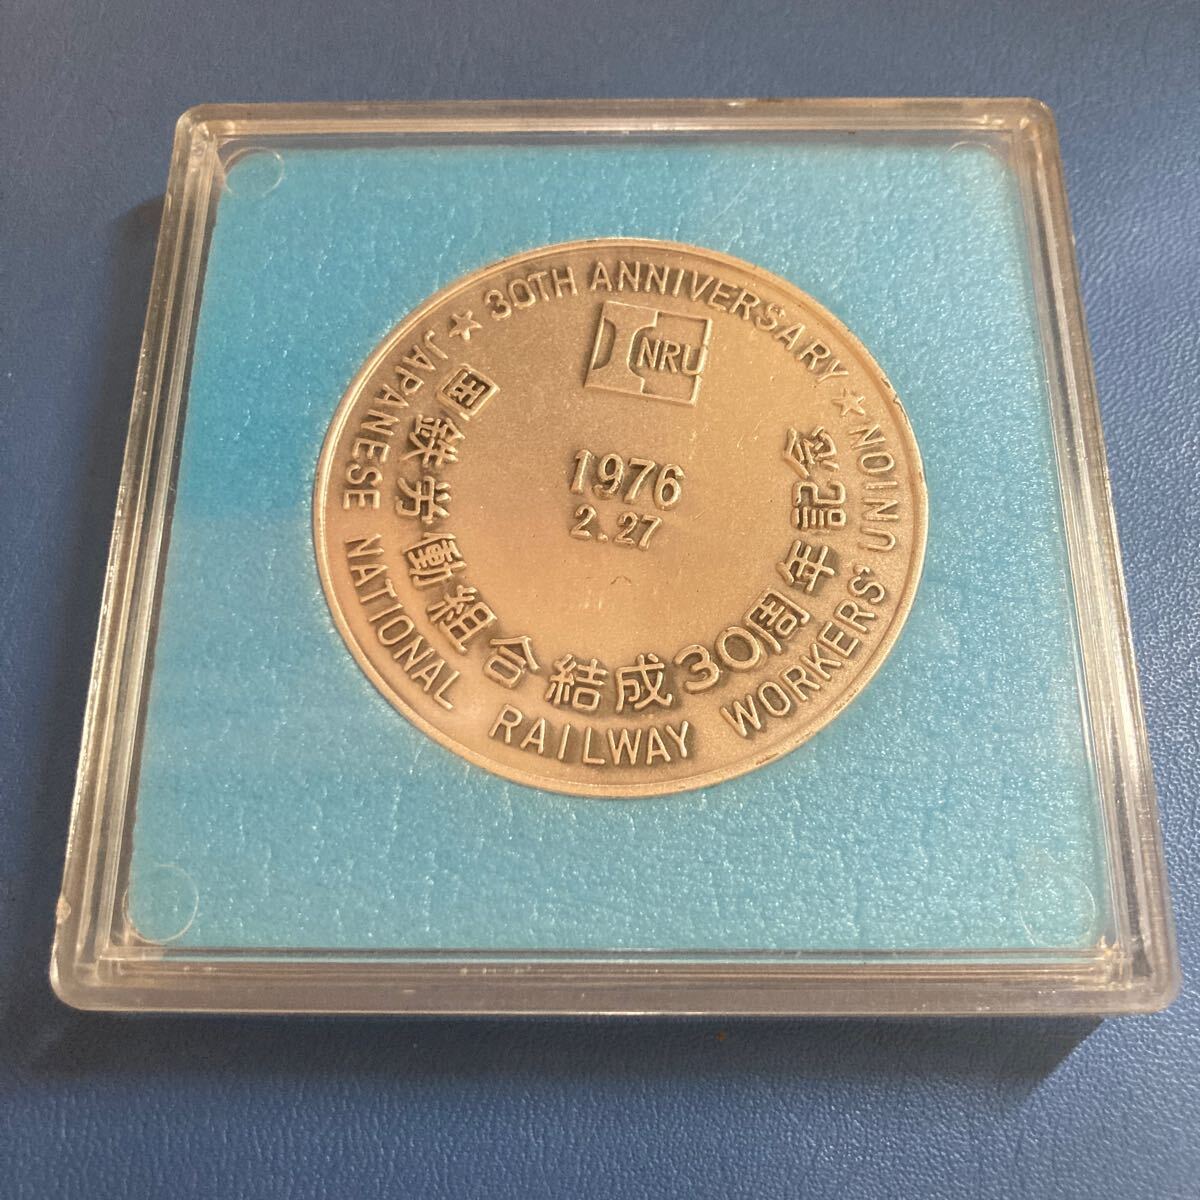 ☆ 30TH ANNIVERSARY ☆
NRU
1976
2.27
国鉄労働組合結成30周年記念
JAPANESE NATIONAL RAILWAY WORKERS' UNION